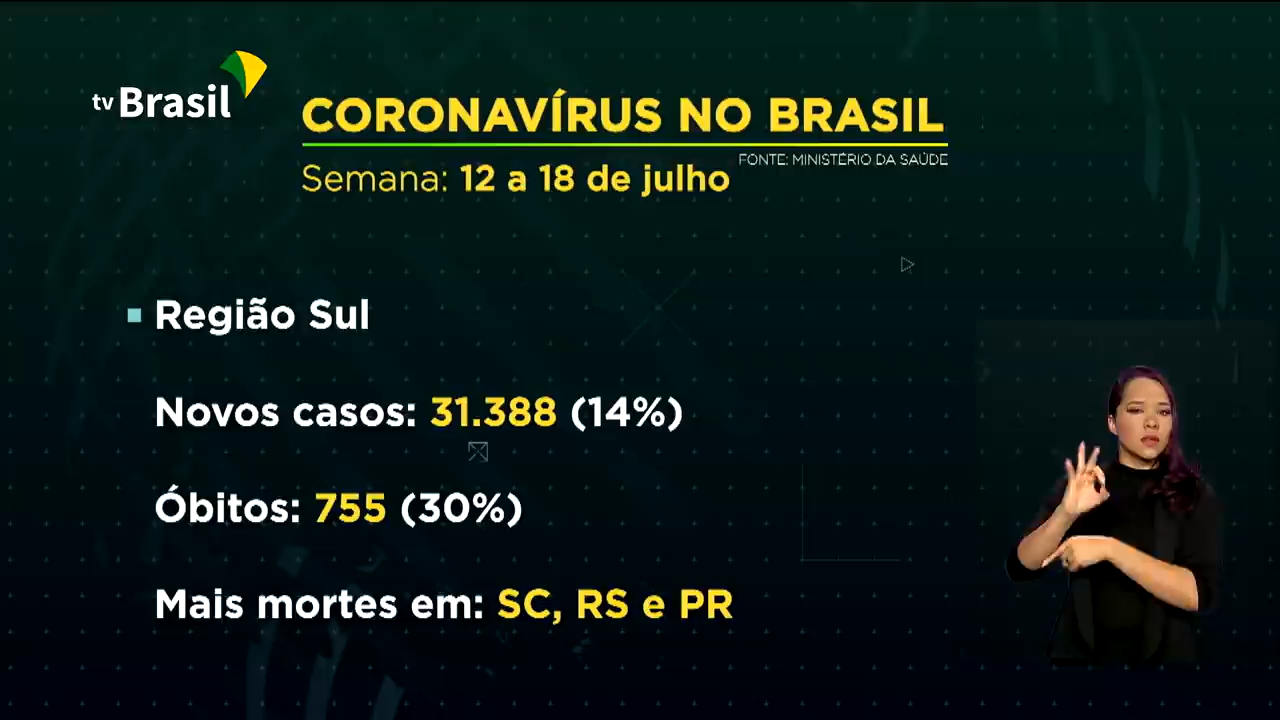 tv Brasil
CORONAVÍRUS NO BRASIL
FONTE: MINISTÉRIO DA SAÚDE
Semana: 12 a 18 de julho
Região Sul
Novos casos: 31.388 (14%)
Óbitos: 755 (30%)
Mais mortes em: SC, RS e PR